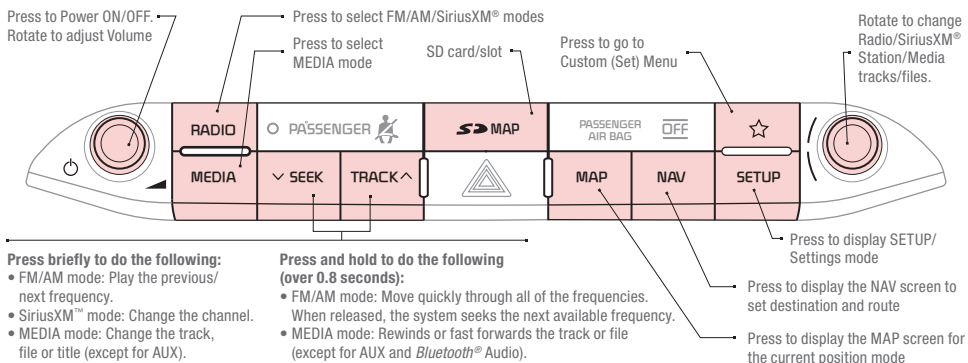 Press to Power ON/OFF.
Rotate to adjust Volume
Press to select FM/AM/SiriusXM® modes
Press to select
MEDIA mode
SD card/slot
Press to go to
Custom (Set) Menu
Rotate to change
Radio/SiriusXM®
Station/Media
tracks/files.
RADIO
PASSENGER
SD MAP
PASSENGER
AIR BAG
OFF
MEDIA
SEEK
TRACK
MAP
NAV
SETUP
Press briefly to do the following:
• FM/AM mode: Play the previous/
next frequency.
• SiriusXM™ mode: Change the channel.
• MEDIA mode: Change the track,
file or title (except for AUX).
Press and hold to do the following
(over 0.8 seconds):
• FM/AM mode: Move quickly through all of the frequencies.
When released, the system seeks the next available frequency.
• MEDIA mode: Rewinds or fast forwards the track or file
(except for AUX and Bluetooth® Audio).
Press to display SETUP/
Settings mode
Press to display the NAV screen to
set destination and route
Press to display the MAP screen for
the current position mode